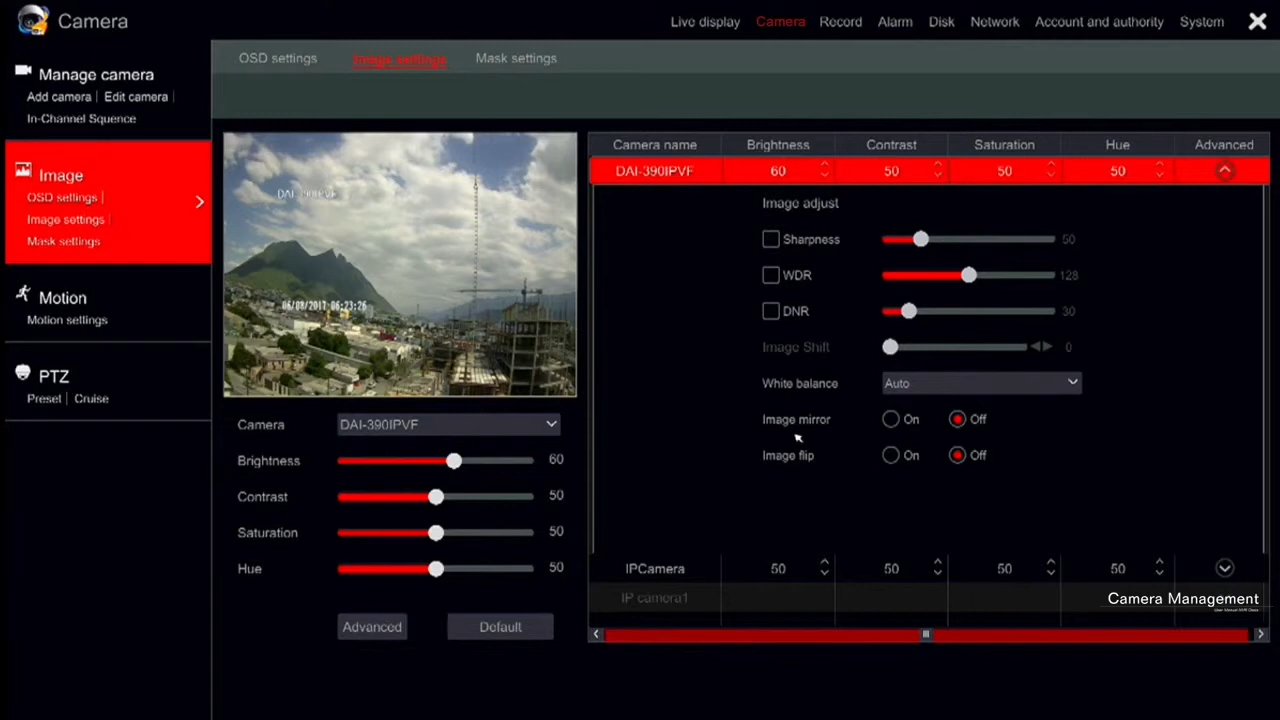 Camera
Live display Camera Record Alarm Disk Network Account and authority System
Manage camera
Add camera | Edit camera |
In-Channel Squence
Image
OSD settings |
Image settings |
Mask settings
Motion
Motion settings
PTZ
Preset | Cruise
OSD settings Image settings Mask settings
DAI-390IPVF
06/08/2017 06:23:26
Camera DAI-390IPVF
Brightness 60
Contrast 50
Saturation 50
Hue 50
Advanced Default
Camera name Brightness Contrast Saturation Hue Advanced
DAI-390IPVF 60 50 50 50
Image adjust
Sharpness 50
WDR 128
DNR 30
Image Shift 0
White balance Auto
Image mirror On Off
Image flip On Off
IPCamera 50 50 50 50
IP camera1
Camera Management